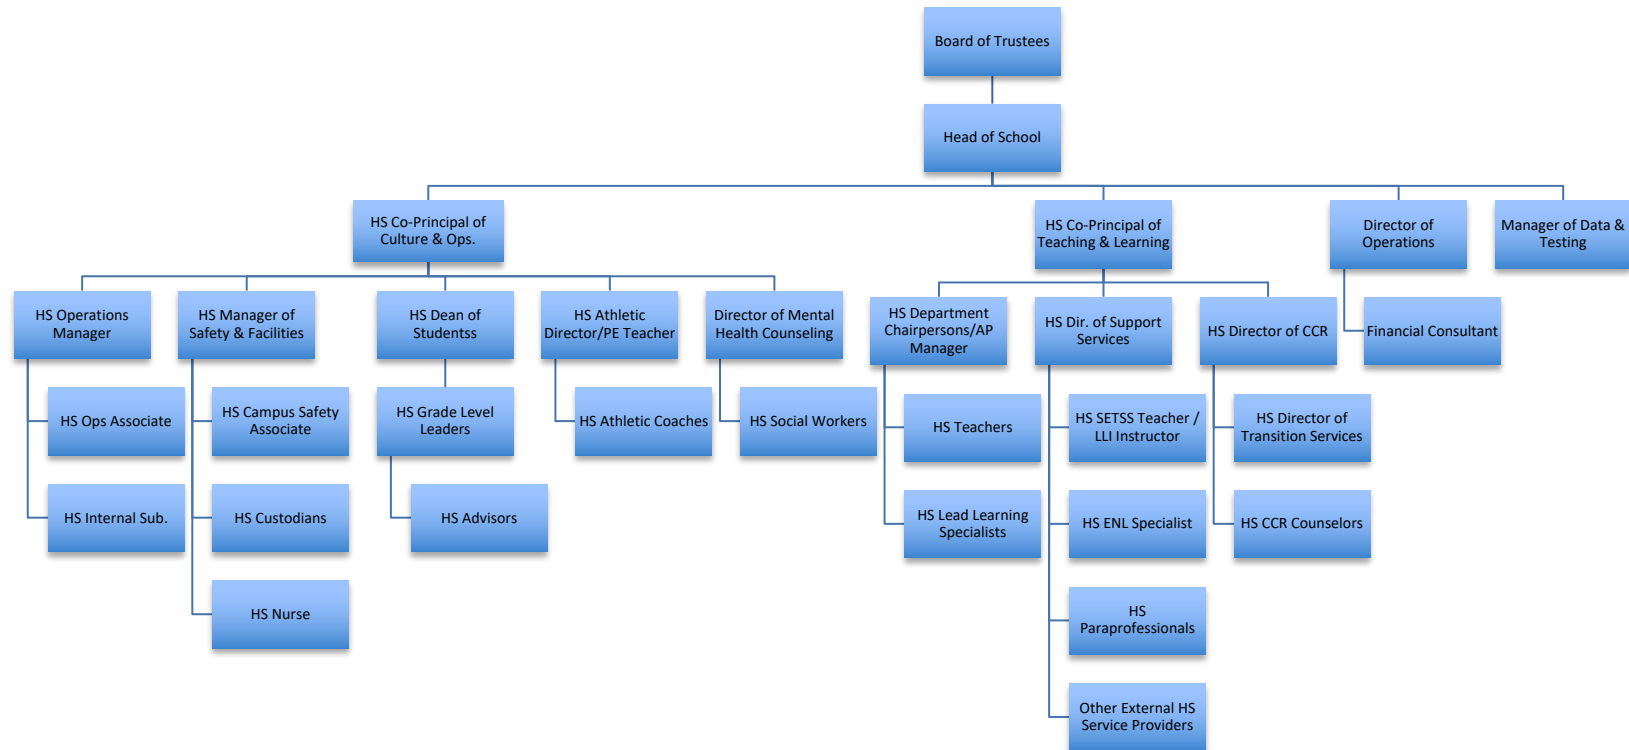 Board of Trustees
Head of School
HS Co-Principal of
Culture & Ops.
HS Co-Principal of
Teaching & Learning
Director of
Operations
Manager of Data &
Testing
HS Operations
Manager
HS Manager of
Safety & Facilities
HS Dean of
Studentss
HS Athletic
Director/PE Teacher
Director of Mental
Health Counseling
HS Department
Chairpersons/AP
Manager
HS Dir. of Support
Services
HS Director of CCR
Financial Consultant
HS Ops Associate
HS Campus Safety
Associate
HS Grade Level
Leaders
HS Athletic Coaches
HS Social Workers
HS Teachers
HS SETSS Teacher /
LLI Instructor
HS Director of
Transition Services
HS Internal Sub.
HS Custodians
HS Advisors
HS Lead Learning
Specialists
HS ENL Specialist
HS CCR Counselors
HS Nurse
HS
Paraprofessionals
Other External HS
Service Providers